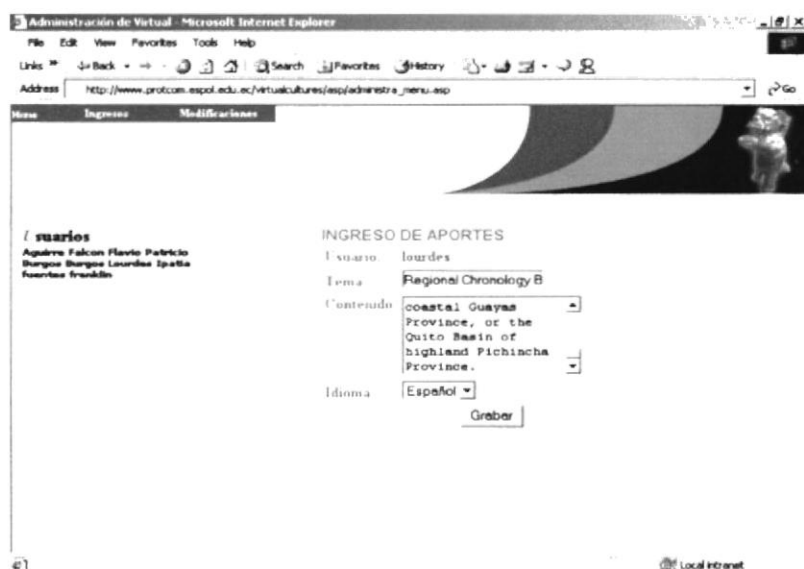 Administración de Virtual - Microsoft Internet Explorer
File Edit View Favorites Tools Help
Links » Back Search Favorites History
Address http://www.protcom.espol.edu.ec/virtualcultures/asp/administra_menu.asp Go
Home Ingresos Modificaciones
Usuarios
Aguirre Falcon Flavio Patricio
Burgos Burgos Lourdes Ipatia
fuentes franklin
INGRESO DE APORTES
Usuario: lourdes
Tema Regional Chronology B
Contenido coastal Guayas
Province, or the
Quito Basin of
highland Pichincha
Province.
Idioma Español
Grabar
Local intranet